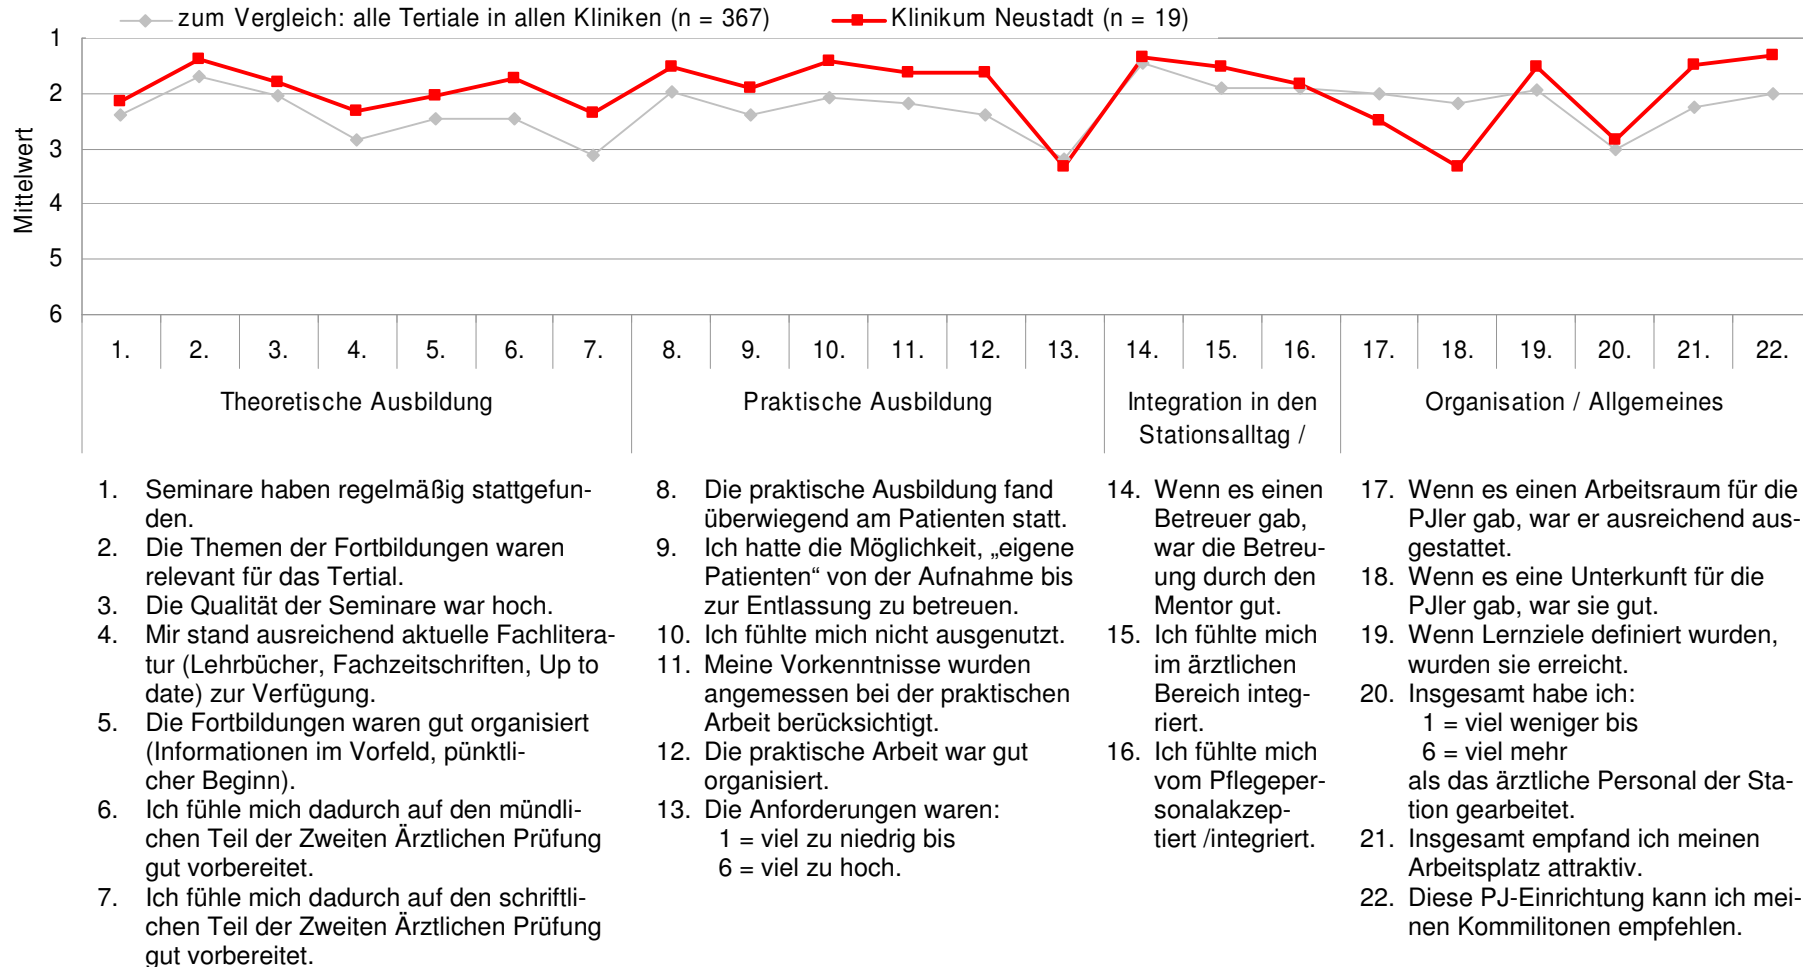 zum Vergleich: alle Tertiale in allen Kliniken (n = 367)
Klinikum Neustadt (n = 19)
Mittelwert
1
2
3
4
5
6
1. 2. 3. 4. 5. 6. 7. 8. 9. 10. 11. 12. 13. 14. 15. 16. 17. 18. 19. 20. 21. 22.
Theoretische Ausbildung
Praktische Ausbildung
Integration in den
Stationsalltag /
Organisation / Allgemeines
1. Seminare haben regelmäßig stattgefun-
den.
2. Die Themen der Fortbildungen waren
relevant für das Tertial.
3. Die Qualität der Seminare war hoch.
4. Mir stand ausreichend aktuelle Fachlitera-
tur (Lehrbücher, Fachzeitschriften, Up to
date) zur Verfügung.
5. Die Fortbildungen waren gut organisiert
(Informationen im Vorfeld, pünktli-
cher Beginn).
6. Ich fühle mich dadurch auf den mündli-
chen Teil der Zweiten Ärztlichen Prüfung
gut vorbereitet.
7. Ich fühle mich dadurch auf den schriftli-
chen Teil der Zweiten Ärztlichen Prüfung
gut vorbereitet.
8. Die praktische Ausbildung fand
überwiegend am Patienten statt.
9. Ich hatte die Möglichkeit, „eigene
Patienten“ von der Aufnahme bis
zur Entlassung zu betreuen.
10. Ich fühlte mich nicht ausgenutzt.
11. Meine Vorkenntnisse wurden
angemessen bei der praktischen
Arbeit berücksichtigt.
12. Die praktische Arbeit war gut
organisiert.
13. Die Anforderungen waren:
1 = viel zu niedrig bis
6 = viel zu hoch.
14. Wenn es einen
Betreuer gab,
war die Betreu-
ung durch den
Mentor gut.
15. Ich fühlte mich
im ärztlichen
Bereich integ-
riert.
16. Ich fühlte mich
vom Pflegeper-
sonalakzep-
tiert /integriert.
17. Wenn es einen Arbeitsraum für die
PJler gab, war er ausreichend aus-
gestattet.
18. Wenn es eine Unterkunft für die
PJler gab, war sie gut.
19. Wenn Lernziele definiert wurden,
wurden sie erreicht.
20. Insgesamt habe ich:
1 = viel weniger bis
6 = viel mehr
als das ärztliche Personal der Sta-
tion gearbeitet.
21. Insgesamt empfand ich meinen
Arbeitsplatz attraktiv.
22. Diese PJ-Einrichtung kann ich mei-
nen Kommilitonen empfehlen.